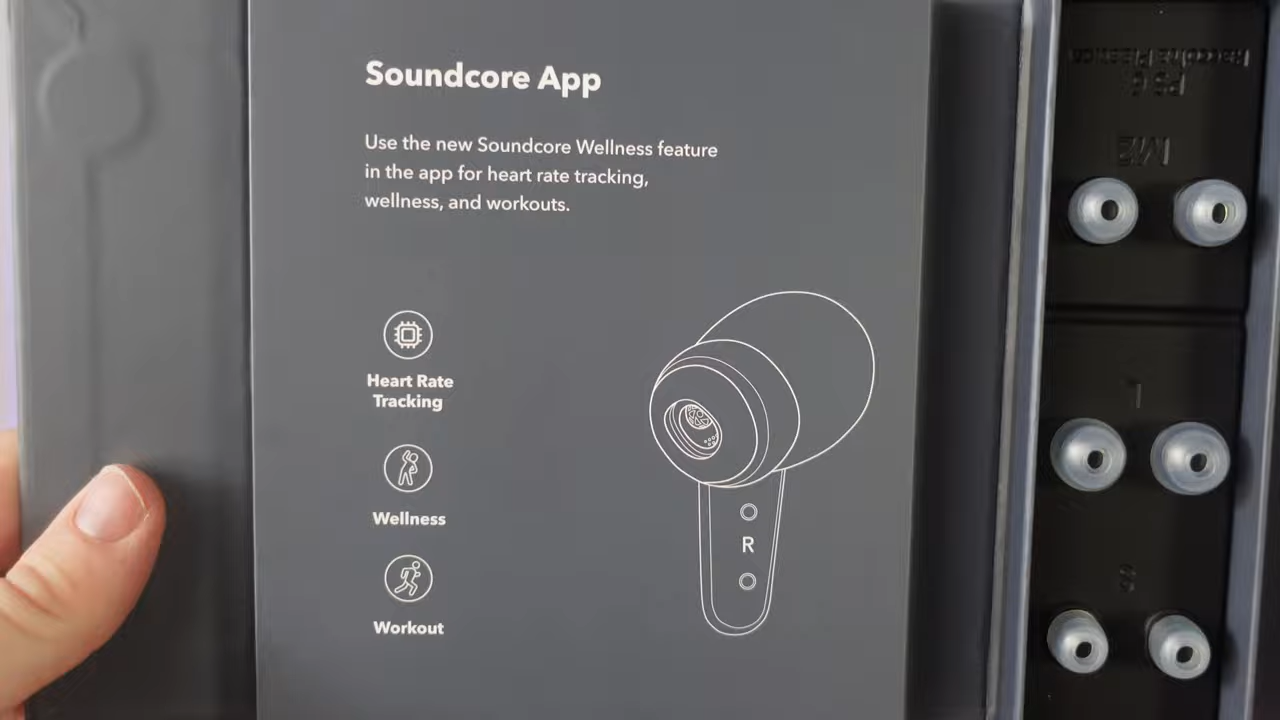 Soundcore App
Use the new Soundcore Wellness feature
in the app for heart rate tracking,
wellness, and workouts.
Heart Rate
Tracking
Wellness
Workout
R
L